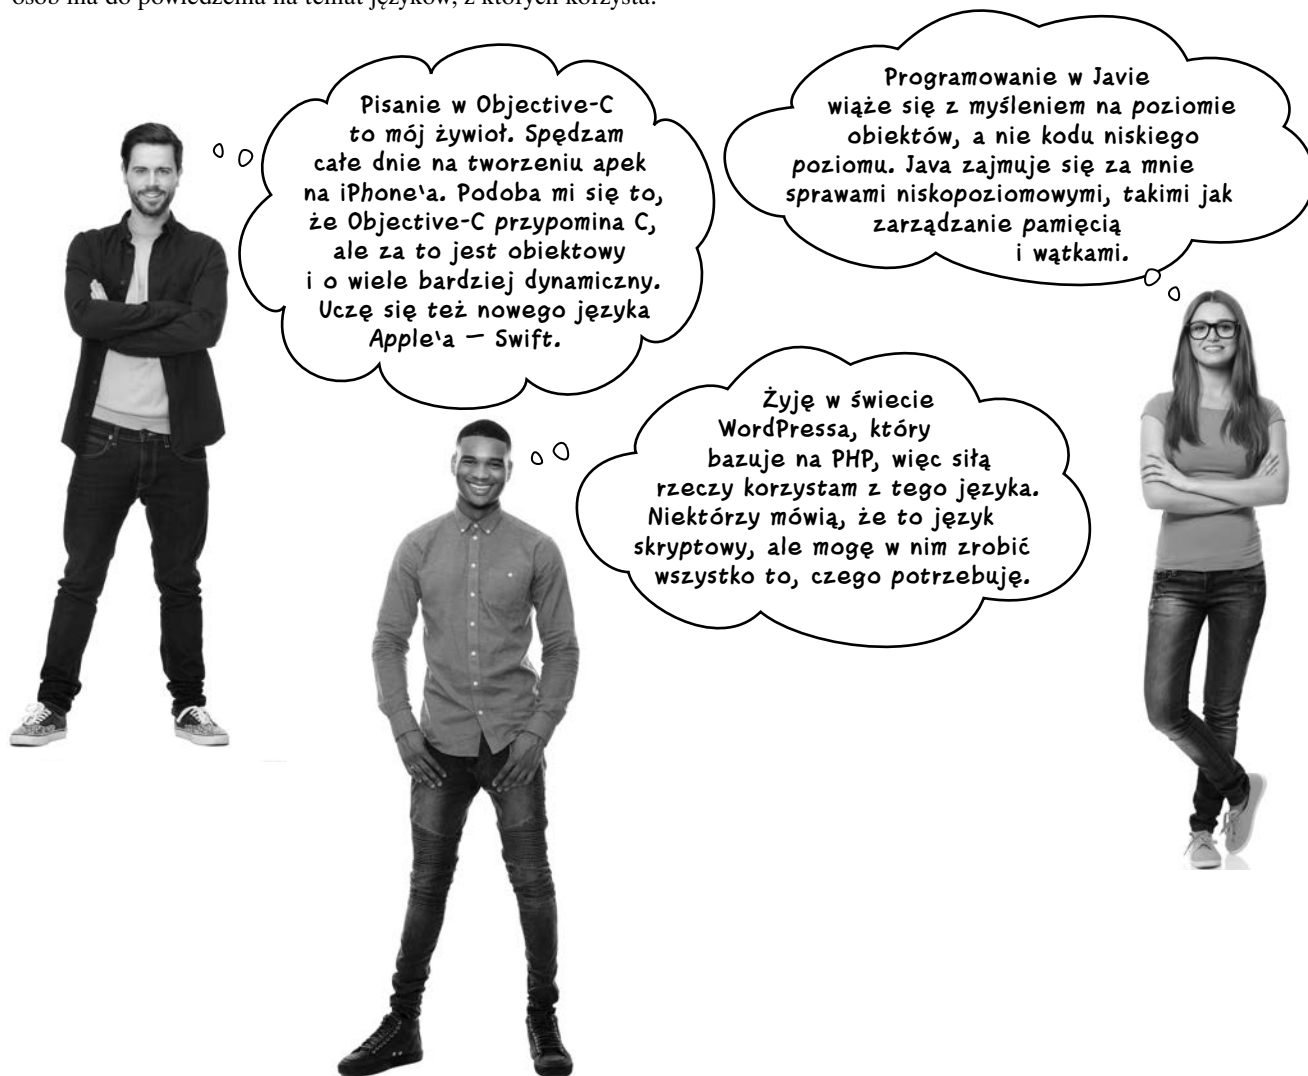 osób ma do powiedzenia na temat języków, z których korzysta.
Pisanie w Objective-C
to mój żywioł. Spędzam
całe dnie na tworzeniu apek
na iPhone'a. Podoba mi się to,
że Objective-C przypomina C,
ale za to jest obiektowy
i o wiele bardziej dynamiczny.
Uczę się też nowego języka
Apple'a — Swift.
Programowanie w Javie
wiąże się z myśleniem na poziomie
obiektów, a nie kodu niskiego
poziomu. Java zajmuje się za mnie
sprawami niskopoziomowymi, takimi jak
zarządzanie pamięcią
i wątkami.
Żyję w świecie
WordPressa, który
bazuje na PHP, więc siłą
rzeczy korzystam z tego języka.
Niektórzy mówią, że to język
skryptowy, ale mogę w nim zrobić
wszystko to, czego potrzebuję.